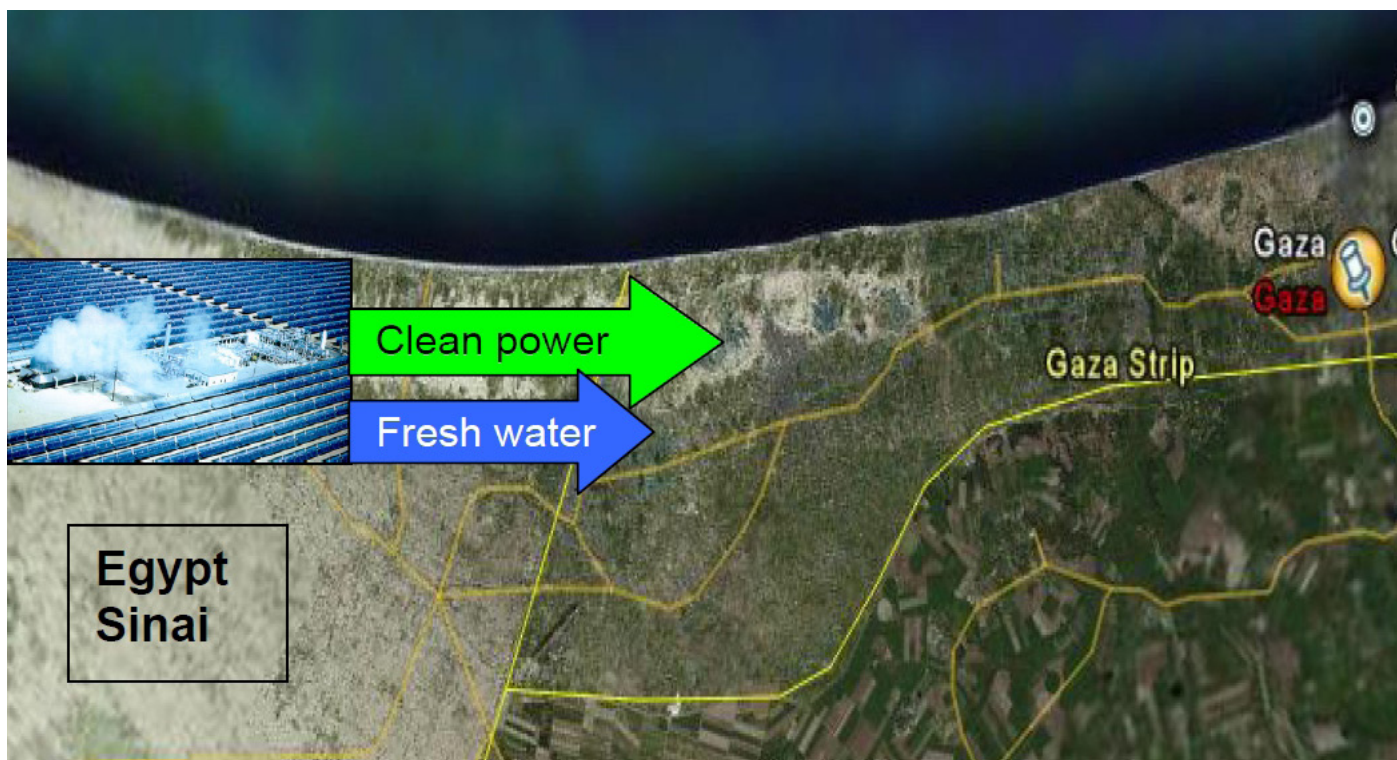 Gaza
Gaza
Clean power
Gaza Strip
Fresh water
Egypt
Sinai